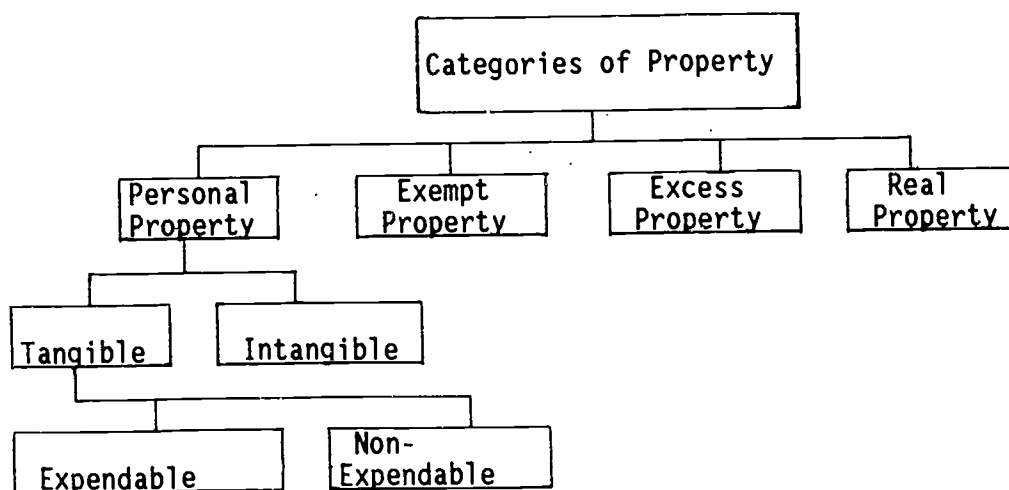 Categories of Property
Personal
Property
Exempt
Property
Excess
Property
Real
Property
Tangible
Intangible
Expendable
Non-
Expendable